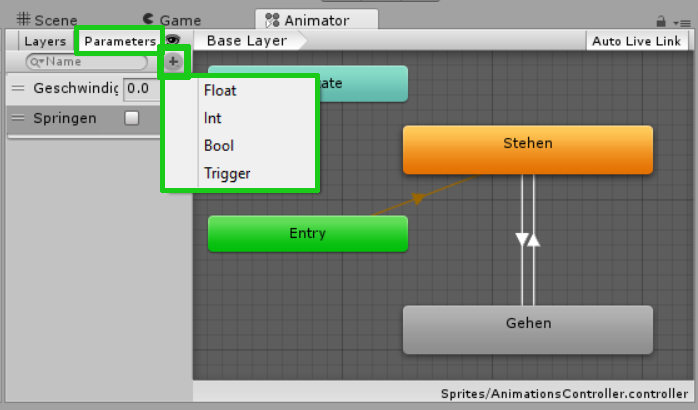 Scene
Game
Animator
Layers
Parameters
Base Layer
Auto Live Link
Name
Geschwindig
0.0
Springen
Float
Int
Bool
Trigger
ate
Stehen
Entry
Gehen
Sprites/AnimationsController.controller